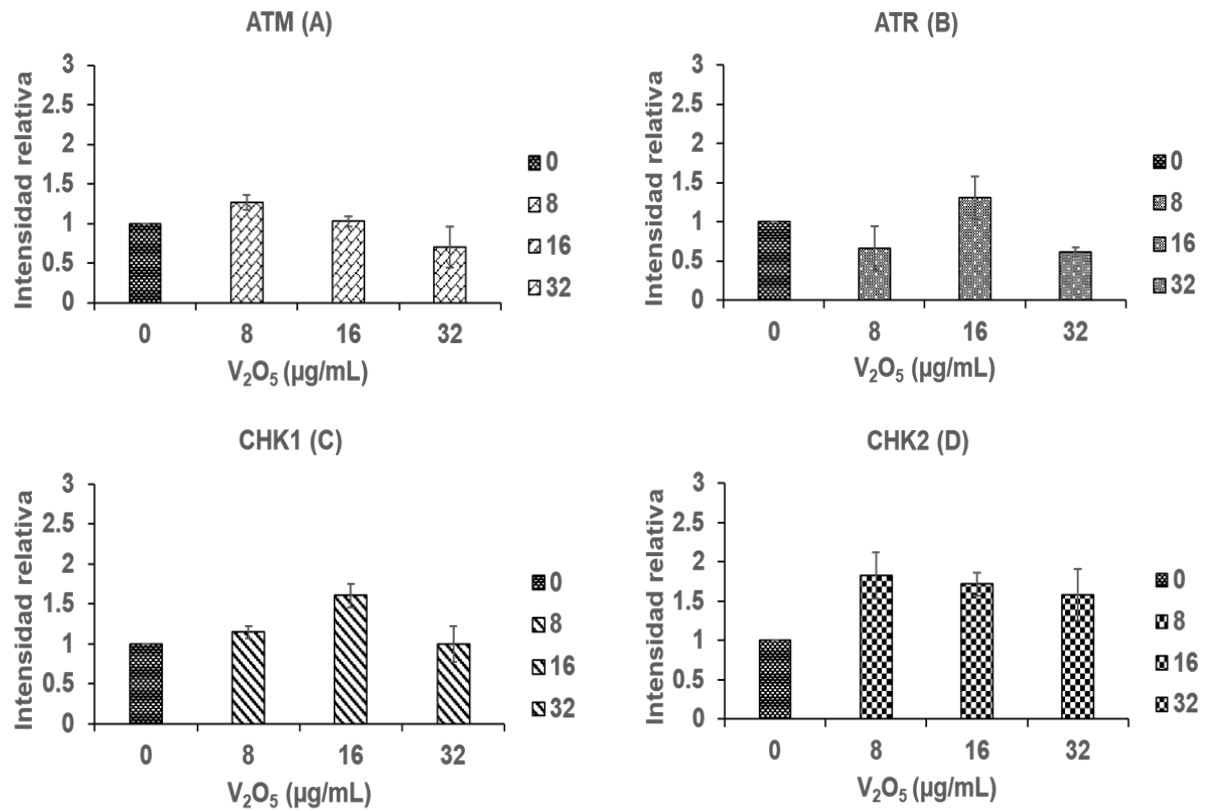 ATM (A)
Intensidad relativa
3
2.5
2
1.5
1
0.5
0
0 8 16 32
V₂O₅ (µg/mL)
0
8
16
32
ATR (B)
Intensidad relativa
3
2.5
2
1.5
1
0.5
0
0 8 16 32
V₂O₅ (µg/mL)
0
8
16
32
CHK1 (C)
Intensidad relativa
3
2.5
2
1.5
1
0.5
0
0 8 16 32
V₂O₅ (µg/mL)
0
8
16
32
CHK2 (D)
Intensidad relativa
3
2.5
2
1.5
1
0.5
0
0 8 16 32
V₂O₅ (µg/mL)
0
8
16
32